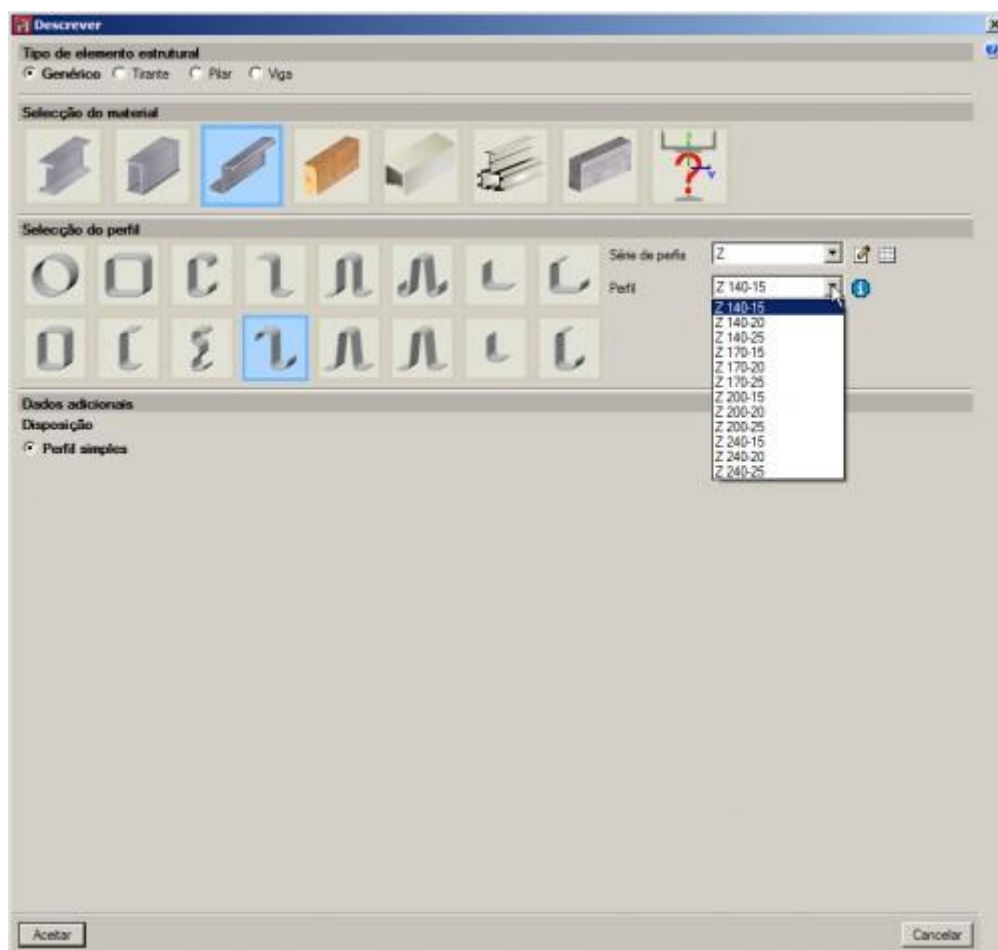 Descrever
Tipo de elemento estrutural
Genérico Tirante Pilar Viga
Selecção do material
Selecção do perfil
Série de perfis Z
Perfil Z 140-15
Z 140-15
Z 140-20
Z 140-25
Z 170-15
Z 170-20
Z 170-25
Z 200-15
Z 200-20
Z 200-25
Z 240-15
Z 240-20
Z 240-25
Dados adicionais
Disposição
Perfil simples
Aceitar Cancelar